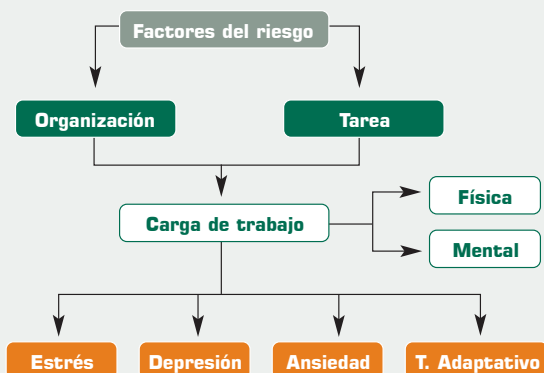 Factores del riesgo
Organización
Tarea
Carga de trabajo
Física
Mental
Estrés
Depresión
Ansiedad
T. Adaptativo